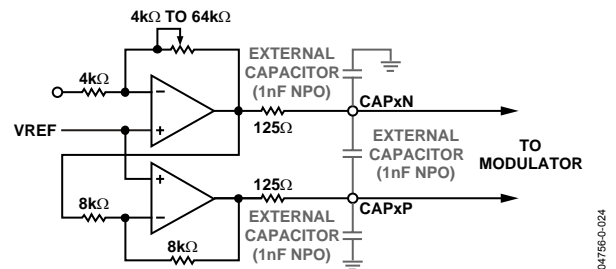 4kΩ TO 64kΩ
4kΩ
VREF
EXTERNAL
CAPACITOR
(1nF NPO)
125Ω
CAPxN
EXTERNAL
CAPACITOR
(1nF NPO)
TO
MODULATOR
8kΩ
8kΩ
125Ω
CAPxP
EXTERNAL
CAPACITOR
(1nF NPO)
04756-0-024